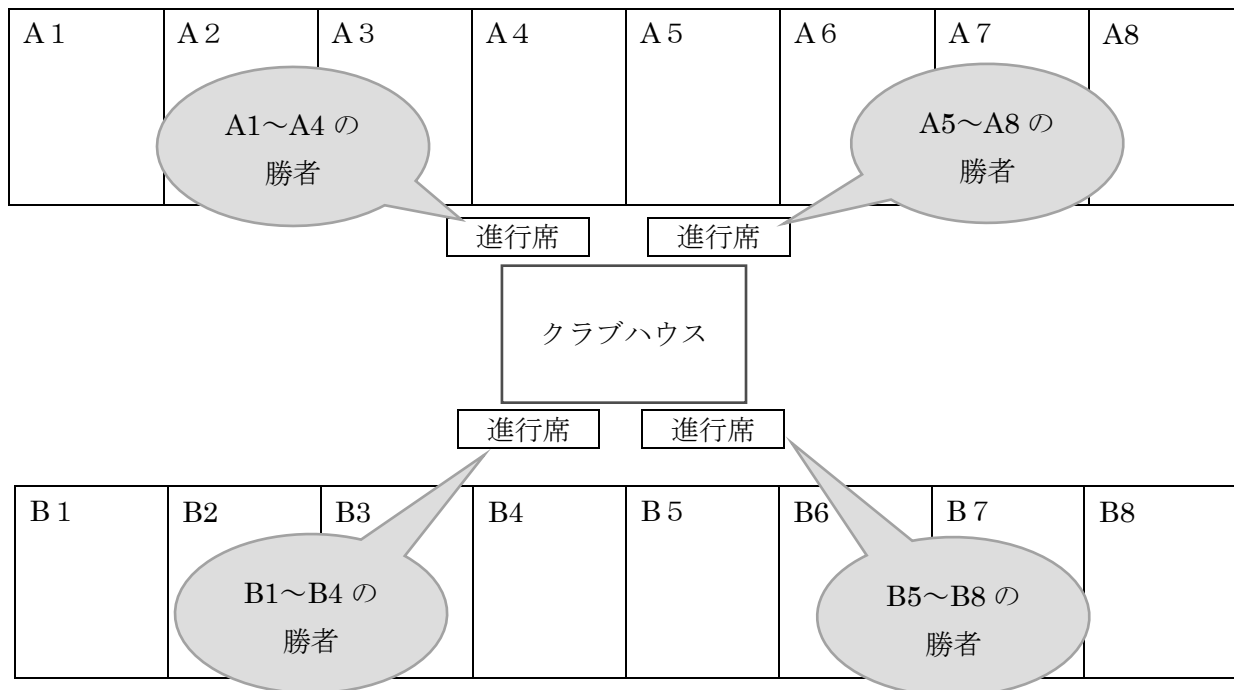 A１ A２ A３ A４ A５ A６ A７ A8
A1～A4 の
勝者
A5～A8 の
勝者
進行席 進行席
クラブハウス
進行席 進行席
B１ B2 B3 B4 B５ B6 B７ B8
B1～B4 の
勝者
B5～B8 の
勝者